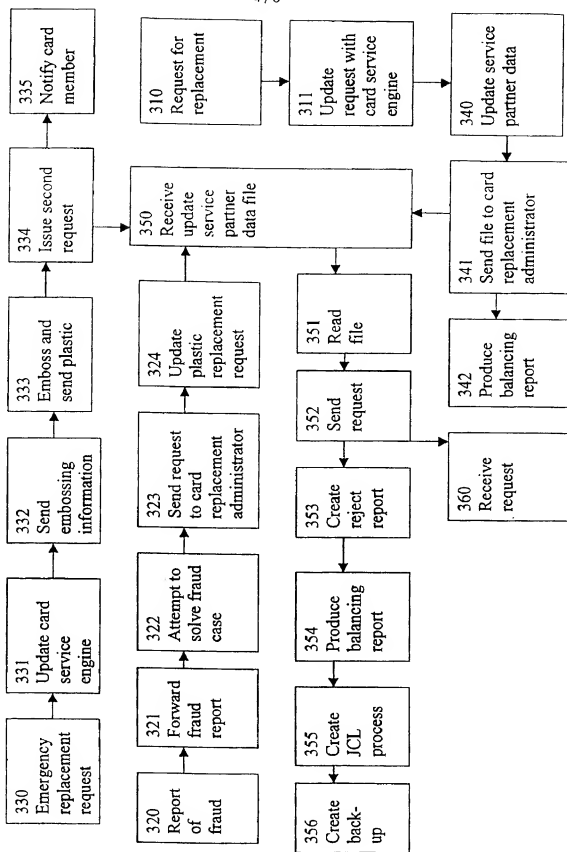 335 Notify card
member
334 Issue second
request
333 Emboss and
send plastic
332 Send
embossing
information
331 Update card
service
engine
330 Emergency
replacement
request
310 Request for
replacement
311 Update
request with
card service
engine
340 Update service
partner data
341 Send file to card
replacement
administrator
342 Produce
balancing
report
350 Receive
update
service
partner
data file
324 Update
plastic
replacement
request
323 Send request
to card
replacement
administrator
322 Attempt to
solve fraud
case
321 Forward
fraud
report
320 Report
of fraud
351 Read
file
352 Send
request
360 Receive
request
353 Create
reject
report
354 Produce
balancing
report
355 Create
JCL
process
356 Create
back-
up